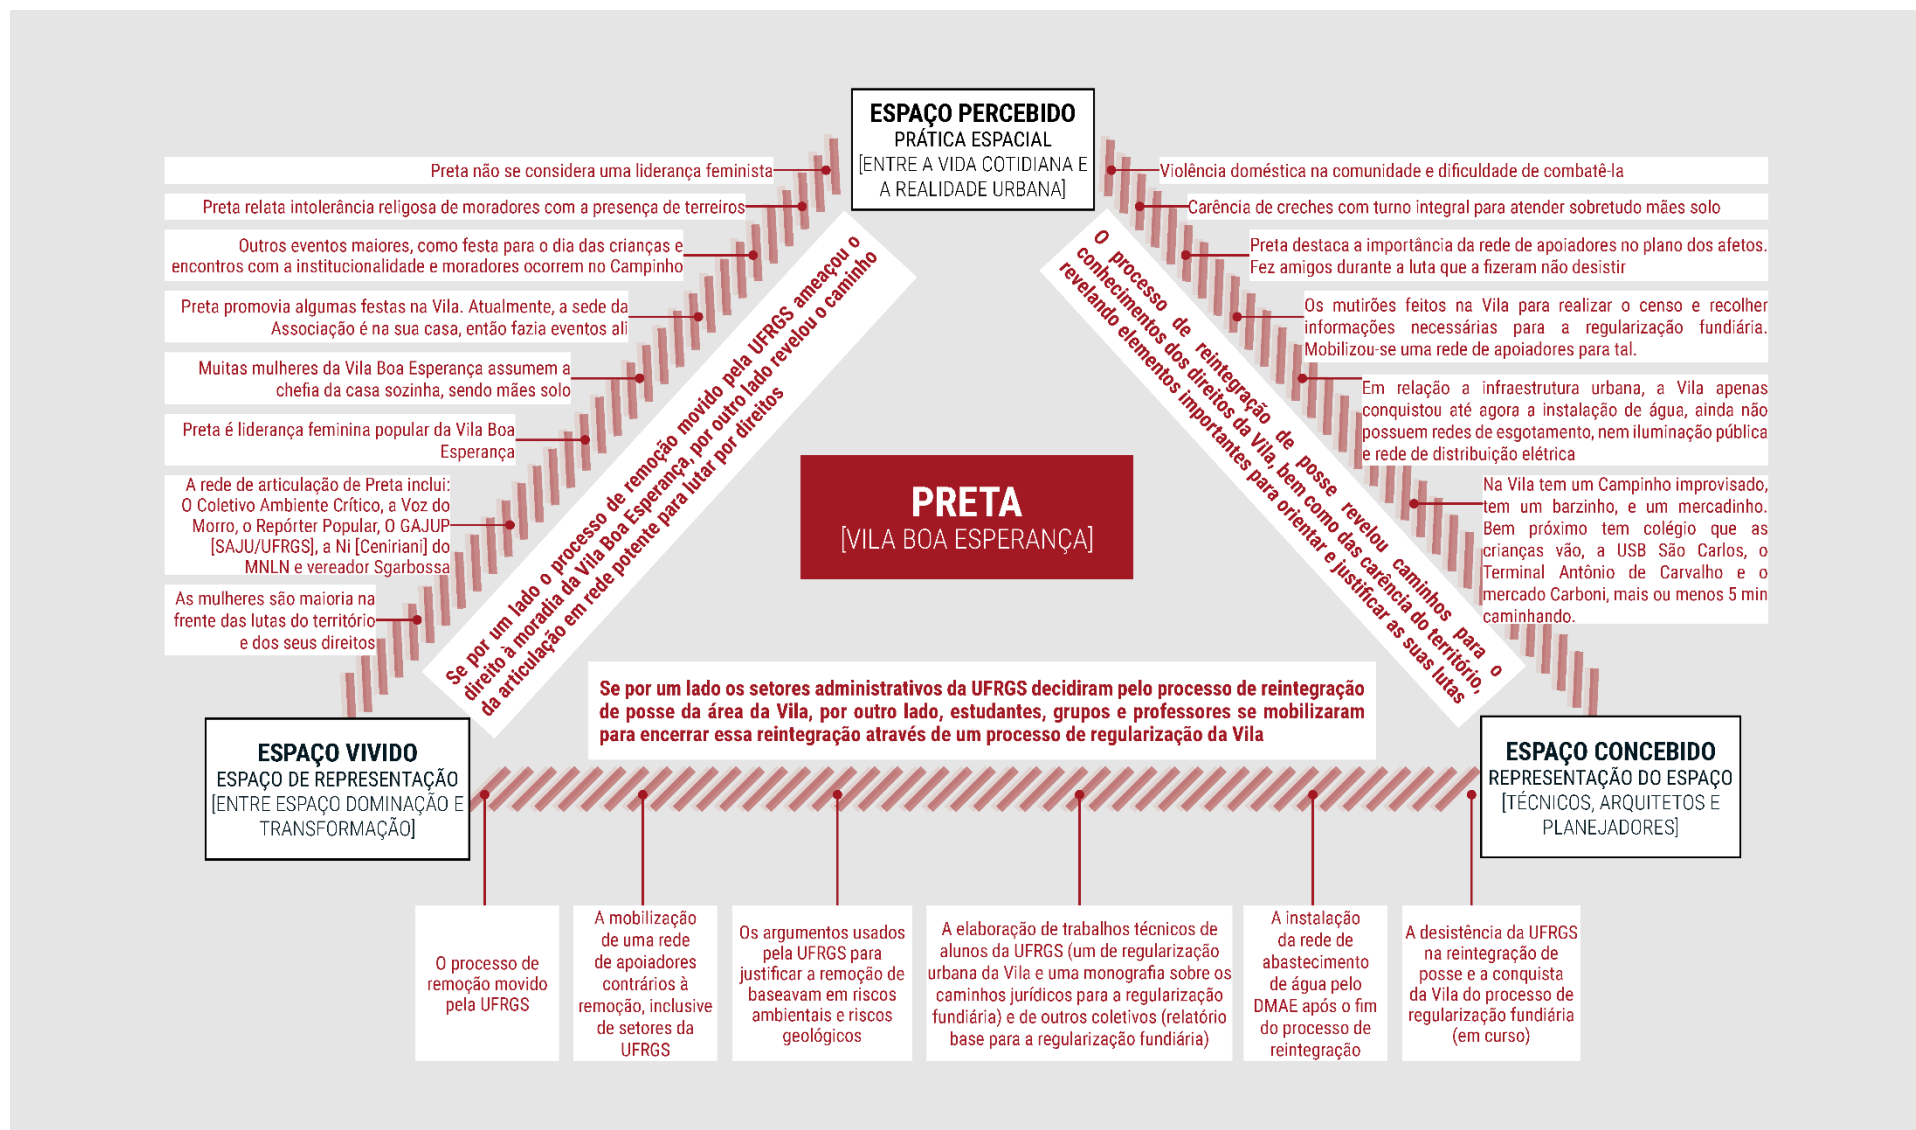 ESPAÇO PERCEBIDO
PRÁTICA ESPACIAL
[ENTRE A VIDA COTIDIANA E
A REALIDADE URBANA]
Preta não se considera uma liderança feminista
Preta relata intolerância religosa de moradores com a presença de terreiros
Outros eventos maiores, como festa para o dia das crianças e
encontros com a institucionalidade e moradores ocorrem no Campinho
Preta promovia algumas festas na Vila. Atualmente, a sede da
Associação é na sua casa, então fazia eventos ali
Muitas mulheres da Vila Boa Esperança assumem a
chefia da casa sozinha, sendo mães solo
Preta é liderança feminina popular da Vila Boa
Esperança
A rede de articulação de Preta inclui:
O Coletivo Ambiente Crítico, a Voz do
Morro, o Repórter Popular, O GAJUP
[SAJU/UFRGS], a Ni [Ceniriani] do
MNLN e vereador Sgarbossa
As mulheres são maioria na
frente das lutas do território
e dos seus direitos
Se por um lado o processo de remoção movido pela UFRGS ameaçou o
direito à moradia da Vila Boa Esperança, por outro lado revelou o caminho
da articulação em rede potente para lutar por direitos
Violência doméstica na comunidade e dificuldade de combatê-la
Carência de creches com turno integral para atender sobretudo mães solo
Preta destaca a importância da rede de apoiadores no plano dos afetos.
Fez amigos durante a luta que a fizeram não desistir
Os mutirões feitos na Vila para realizar o censo e recolher
informações necessárias para a regularização fundiária.
Mobilizou-se uma rede de apoiadores para tal.
Em relação a infraestrutura urbana, a Vila apenas
conquistou até agora a instalação de água, ainda não
possuem redes de esgotamento, nem iluminação pública
e rede de distribuição elétrica
Na Vila tem um Campinho improvisado,
tem um barzinho, e um mercadinho.
Bem próximo tem colégio que as
crianças vão, a USB São Carlos, o
Terminal Antônio de Carvalho e o
mercado Carboni, mais ou menos 5 min
caminhando.
O processo de reintegração de posse revelou caminhos para o
conhecimentos dos direitos da Vila, bem como das carência do território,
revelando elementos importantes para orientar e justificar as suas lutas
PRETA
[VILA BOA ESPERANÇA]
Se por um lado os setores administrativos da UFRGS decidiram pelo processo de reintegração
de posse da área da Vila, por outro lado, estudantes, grupos e professores se mobilizaram
para encerrar essa reintegração através de um processo de regularização da Vila
ESPAÇO VIVIDO
ESPAÇO DE REPRESENTAÇÃO
[ENTRE ESPAÇO DOMINAÇÃO E
TRANSFORMAÇÃO]
ESPAÇO CONCEBIDO
REPRESENTAÇÃO DO ESPAÇO
[TÉCNICOS, ARQUITETOS E
PLANEJADORES]
O processo de
remoção movido
pela UFRGS
A mobilização
de uma rede
de apoiadores
contrários à
remoção, inclusive
de setores da
UFRGS
Os argumentos usados
pela UFRGS para
justificar a remoção de
baseavam em riscos
ambientais e riscos
geológicos
A elaboração de trabalhos técnicos de
alunos da UFRGS (um de regularização
urbana da Vila e uma monografia sobre os
caminhos jurídicos para a regularização
fundiária) e de outros coletivos (relatório
base para a regularização fundiária)
A instalação
da rede de
abastecimento
de água pelo
DMAE após o fim
do processo de
reintegração
A desistência da UFRGS
na reintegração de
posse e a conquista
da Vila do processo de
regularização fundiária
(em curso)